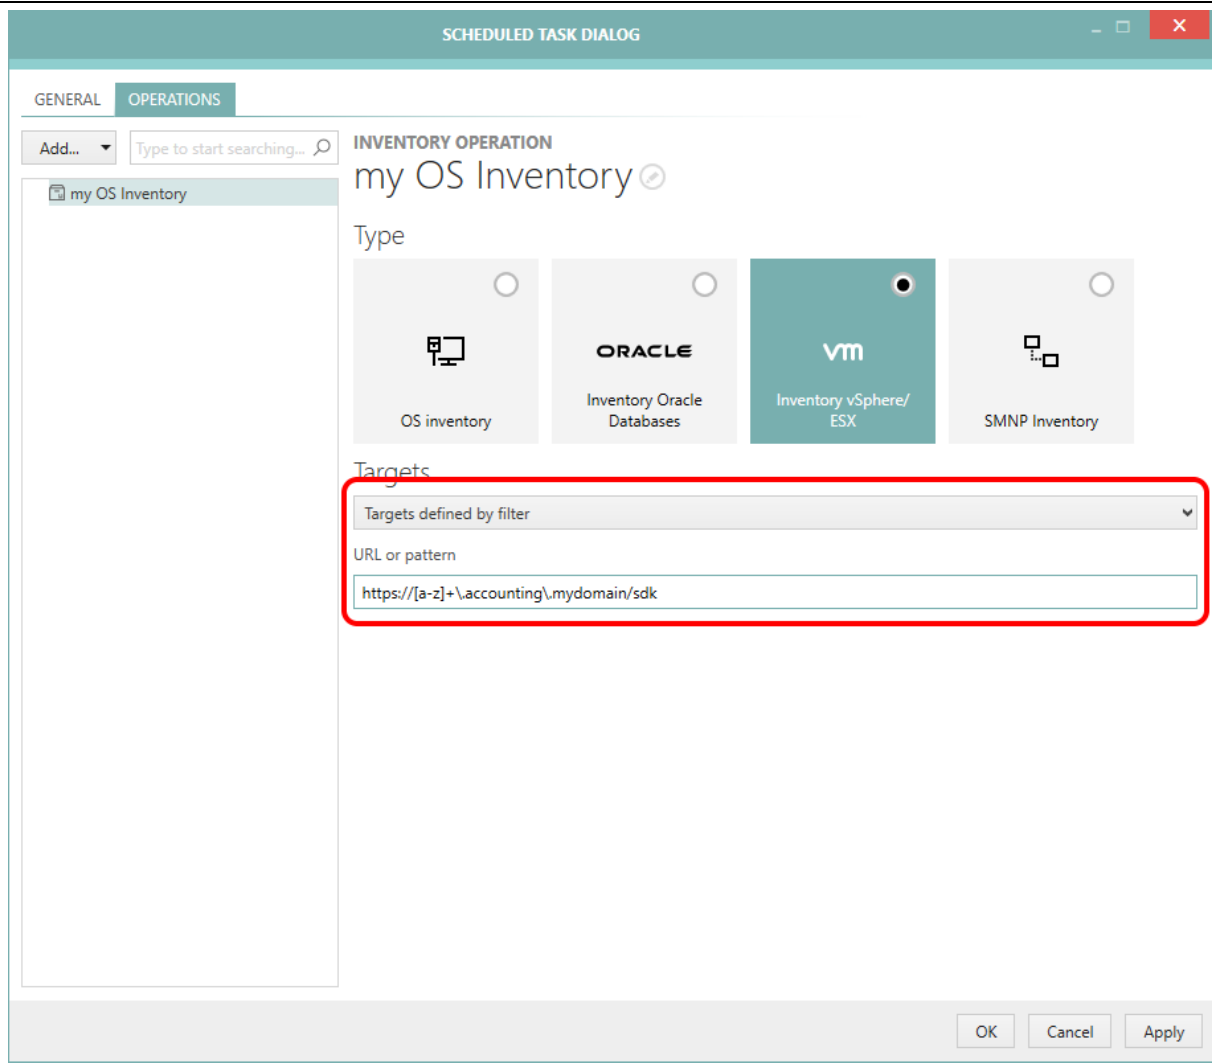 SCHEDULED TASK DIALOG
GENERAL OPERATIONS
Add... Type to start searching...
my OS Inventory
INVENTORY OPERATION
my OS Inventory
Type
OS inventory
ORACLE
Inventory Oracle
Databases
vm
Inventory vSphere/
ESX
SMNP Inventory
Targets
Targets defined by filter
URL or pattern
https://[a-z]+\.accounting\.mydomain/sdk
OK Cancel Apply